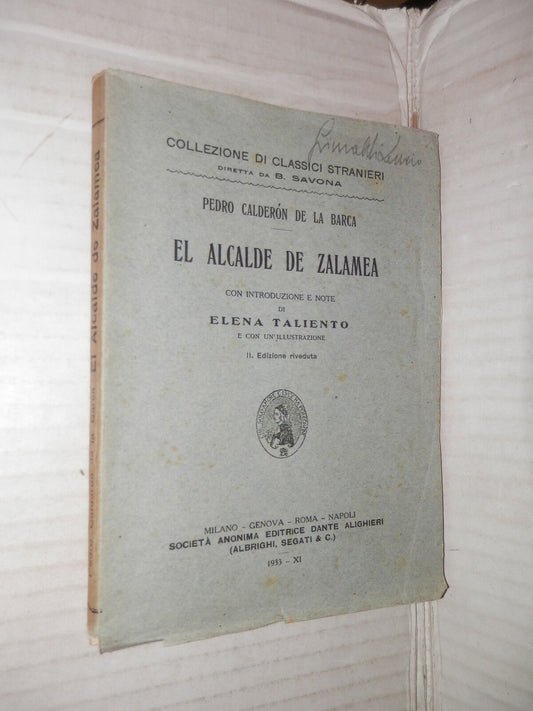 COLLEZIONE DI CLASSICI STRANIERI
DIRETTA DA B. SAVONA
PEDRO CALDERÓN DE LA BARCA
EL ALCALDE DE ZALAMEA
CON INTRODUZIONE E NOTE
DI
ELENA TALIENTO
E CON UN'ILLUSTRAZIONE
II. Edizione riveduta
MILANO - GENOVA - ROMA - NAPOLI
SOCIETÀ ANONIMA EDITRICE DANTE ALIGHIERI
(ALBRIGHI, SEGATI & C.)
1933 - XI
de la Barca El Alcalde de Zalamea